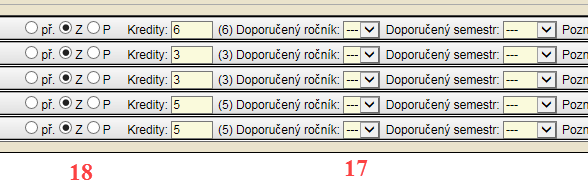 př. Z P Kredity: 6 (6) Doporučený ročník: --- Doporučený semestr: --- Pozn
př. Z P Kredity: 3 (3) Doporučený ročník: --- Doporučený semestr: --- Pozn
př. Z P Kredity: 3 (3) Doporučený ročník: --- Doporučený semestr: --- Pozn
př. Z P Kredity: 5 (5) Doporučený ročník: --- Doporučený semestr: --- Pozn
př. Z P Kredity: 5 (5) Doporučený ročník: --- Doporučený semestr: --- Pozn
18 17